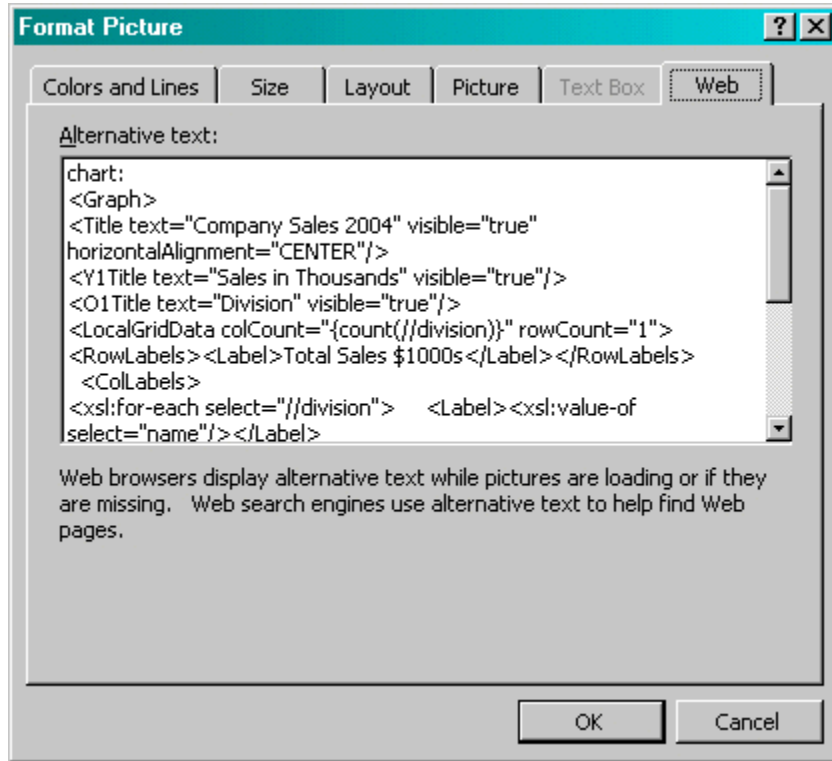 Format Picture
Colors and Lines Size Layout Picture Text Box Web
Alternative text:
chart:
<Graph>
<Title text="Company Sales 2004" visible="true"
horizontalAlignment="CENTER"/>
<Y1Title text="Sales in Thousands" visible="true"/>
<O1Title text="Division" visible="true"/>
<LocalGridData colCount="{count(//division)}" rowCount="1">
<RowLabels><Label>Total Sales $1000s</Label></RowLabels>
<ColLabels>
<xsl:for-each select="//division"> <Label><xsl:value-of
select="name"/></Label>
Web browsers display alternative text while pictures are loading or if they
are missing. Web search engines use alternative text to help find Web
pages.
OK Cancel